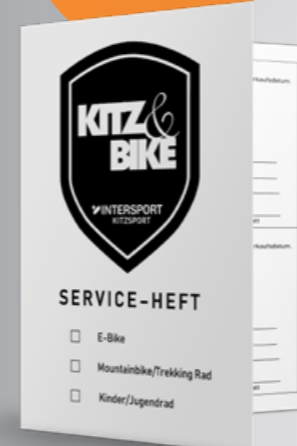 KITZ&
BIKE
INTERSPORT
KITZSPORT
SERVICE-HEFT
E-Bike
Mountainbike/Trekking Rad
Kinder/Jugendrad